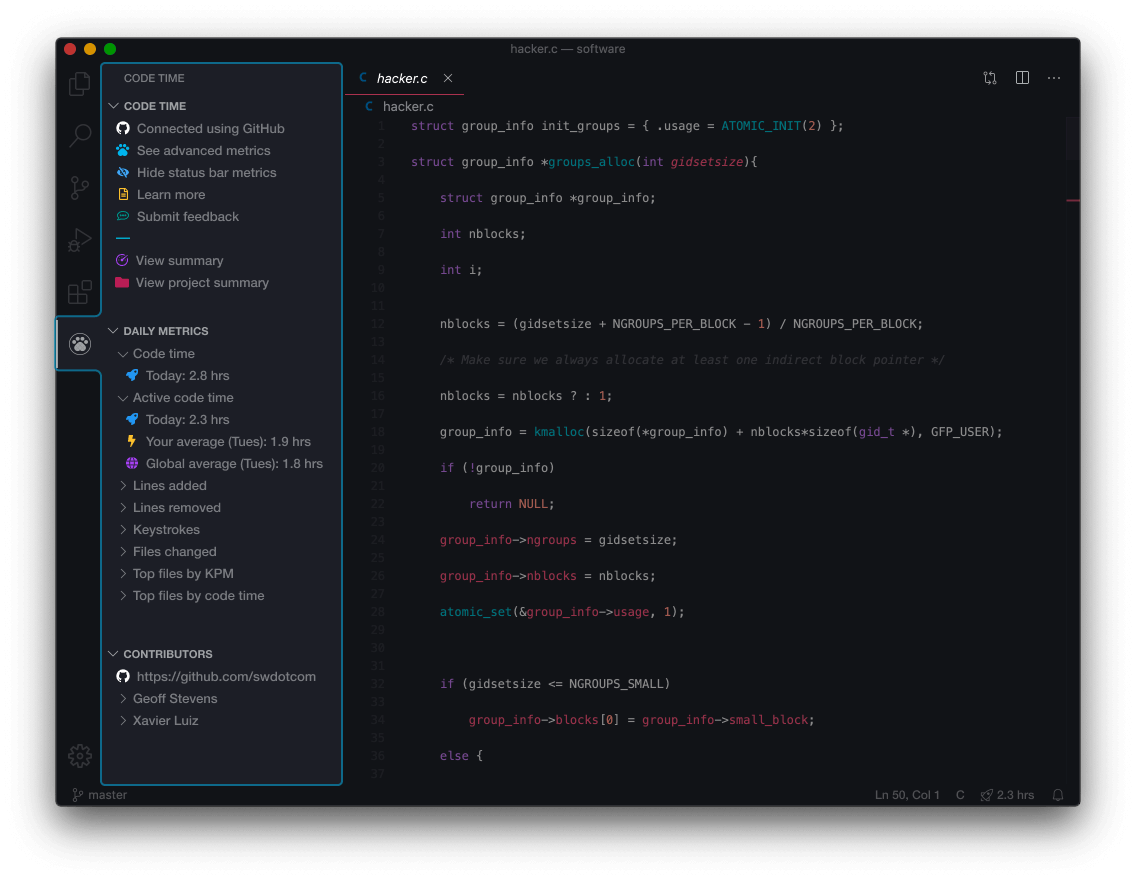 hacker.c — software
CODE TIME
CODE TIME
Connected using GitHub
See advanced metrics
Hide status bar metrics
Learn more
Submit feedback
View summary
View project summary
DAILY METRICS
Code time
Today: 2.8 hrs
Active code time
Today: 2.3 hrs
Your average (Tues): 1.9 hrs
Global average (Tues): 1.8 hrs
Lines added
Lines removed
Keystrokes
Files changed
Top files by KPM
Top files by code time
CONTRIBUTORS
https://github.com/swdotcom
Geoff Stevens
Xavier Luiz
C hacker.c
C hacker.c
1 struct group_info init_groups = { .usage = ATOMIC_INIT(2) };
2
3 struct group_info *groups_alloc(int gidsetsize){
4
5 struct group_info *group_info;
6
7 int nblocks;
8
9 int i;
10
11
12 nblocks = (gidsetsize + NGROUPS_PER_BLOCK - 1) / NGROUPS_PER_BLOCK;
13
14 /* Make sure we always allocate at least one indirect block pointer */
15
16 nblocks = nblocks ? : 1;
17
18 group_info = kmalloc(sizeof(*group_info) + nblocks*sizeof(gid_t *), GFP_USER);
19
20 if (!group_info)
21
22 return NULL;
23
24 group_info->ngroups = gidsetsize;
25
26 group_info->nblocks = nblocks;
27
28 atomic_set(&group_info->usage, 1);
29
30
31
32 if (gidsetsize <= NGROUPS_SMALL)
33
34 group_info->blocks[0] = group_info->small_block;
35
36 else {
37
master
Ln 50, Col 1 C 2.3 hrs